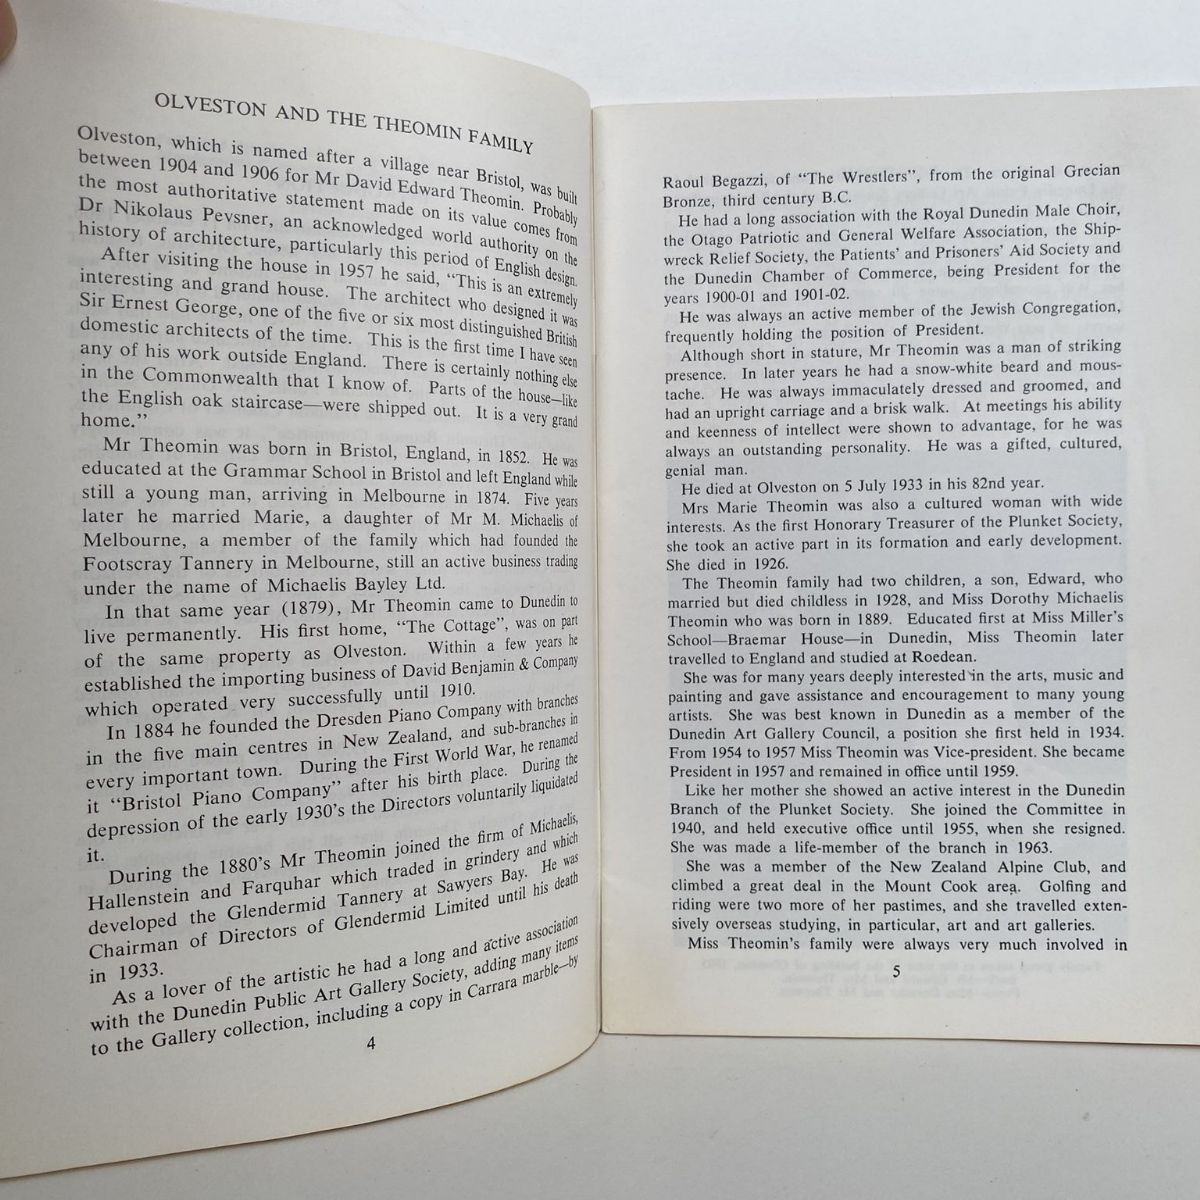 OLVESTON AND THE THEOMIN FAMILY
Olveston, which is named after a village near Bristol, was built
between 1904 and 1906 for Mr David Edward Theomin. Probably
the most authoritative statement made on its value comes from
Dr Nikolaus Pevsner, an acknowledged world authority on the
history of architecture, particularly this period of English design.
After visiting the house in 1957 he said, “This is an extremely
interesting and grand house. The architect who designed it was
Sir Ernest George, one of the five or six most distinguished British
domestic architects of the time. This is the first time I have seen
any of his work outside England. There is certainly nothing else
in the Commonwealth that I know of. Parts of the house—like
the English oak staircase—were shipped out. It is a very grand
home.”
Mr Theomin was born in Bristol, England, in 1852. He was
educated at the Grammar School in Bristol and left England while
still a young man, arriving in Melbourne in 1874. Five years
later he married Marie, a daughter of Mr M. Michaelis of
Melbourne, a member of the family which had founded the
Footscray Tannery in Melbourne, still an active business trading
under the name of Michaelis Bayley Ltd.
In that same year (1879), Mr Theomin came to Dunedin to
live permanently. His first home, “The Cottage”, was on part
of the same property as Olveston. Within a few years he
established the importing business of David Benjamin & Company
which operated very successfully until 1910.
In 1884 he founded the Dresden Piano Company with branches
in the five main centres in New Zealand, and sub-branches in
every important town. During the First World War, he renamed
it “Bristol Piano Company” after his birth place. During the
depression of the early 1930’s the Directors voluntarily liquidated
it.
During the 1880’s Mr Theomin joined the firm of Michaelis,
Hallenstein and Farquhar which traded in grindery and which
developed the Glendermid Tannery at Sawyers Bay. He was
Chairman of Directors of Glendermid Limited until his death
in 1933.
As a lover of the artistic he had a long and active association
with the Dunedin Public Art Gallery Society, adding many items
to the Gallery collection, including a copy in Carrara marble—by
4
Raoul Begazzi, of “The Wrestlers”, from the original Grecian
Bronze, third century B.C.
He had a long association with the Royal Dunedin Male Choir,
the Otago Patriotic and General Welfare Association, the Ship-
wreck Relief Society, the Patients’ and Prisoners’ Aid Society and
the Dunedin Chamber of Commerce, being President for the
years 1900-01 and 1901-02.
He was always an active member of the Jewish Congregation,
frequently holding the position of President.
Although short in stature, Mr Theomin was a man of striking
presence. In later years he had a snow-white beard and mous-
tache. He was always immaculately dressed and groomed, and
had an upright carriage and a brisk walk. At meetings his ability
and keenness of intellect were shown to advantage, for he was
always an outstanding personality. He was a gifted, cultured,
genial man.
He died at Olveston on 5 July 1933 in his 82nd year.
Mrs Marie Theomin was also a cultured woman with wide
interests. As the first Honorary Treasurer of the Plunket Society,
she took an active part in its formation and early development.
She died in 1926.
The Theomin family had two children, a son, Edward, who
married but died childless in 1928, and Miss Dorothy Michaelis
Theomin who was born in 1889. Educated first at Miss Miller’s
School—Braemar House—in Dunedin, Miss Theomin later
travelled to England and studied at Roedean.
She was for many years deeply interested in the arts, music and
painting and gave assistance and encouragement to many young
artists. She was best known in Dunedin as a member of the
Dunedin Art Gallery Council, a position she first held in 1934.
From 1954 to 1957 Miss Theomin was Vice-president. She became
President in 1957 and remained in office until 1959.
Like her mother she showed an active interest in the Dunedin
Branch of the Plunket Society. She joined the Committee in
1940, and held executive office until 1955, when she resigned.
She was made a life-member of the branch in 1963.
She was a member of the New Zealand Alpine Club, and
climbed a great deal in the Mount Cook area. Golfing and
riding were two more of her pastimes, and she travelled exten-
sively overseas studying, in particular, art and art galleries.
Miss Theomin’s family were always very much involved in
5